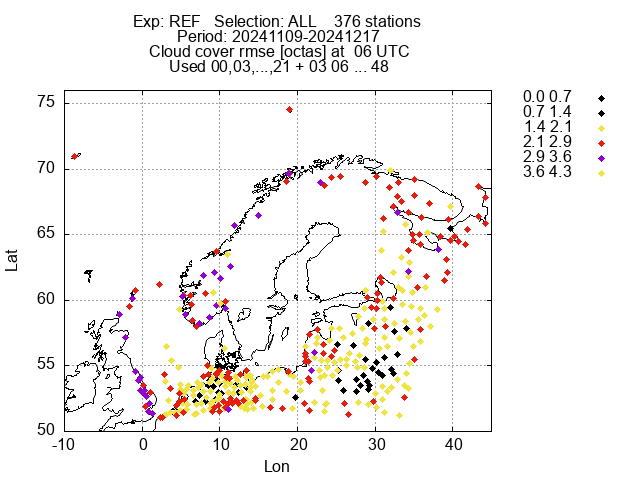 Exp: REF   Selection: ALL    376 stations
Period: 20241109-20241217
Cloud cover rmse [octas] at  06 UTC
Used 00,03,...,21 + 03 06 ... 48
0.0 0.7
0.7 1.4
1.4 2.1
2.1 2.9
2.9 3.6
3.6 4.3
75
70
65
60
55
50
Lat
-10 0 10 20 30 40
Lon